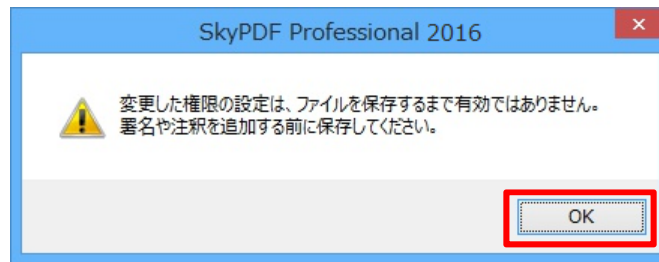 SkyPDF Professional 2016
変更した権限の設定は、ファイルを保存するまで有効ではありません。
署名や注釈を追加する前に保存してください。
OK